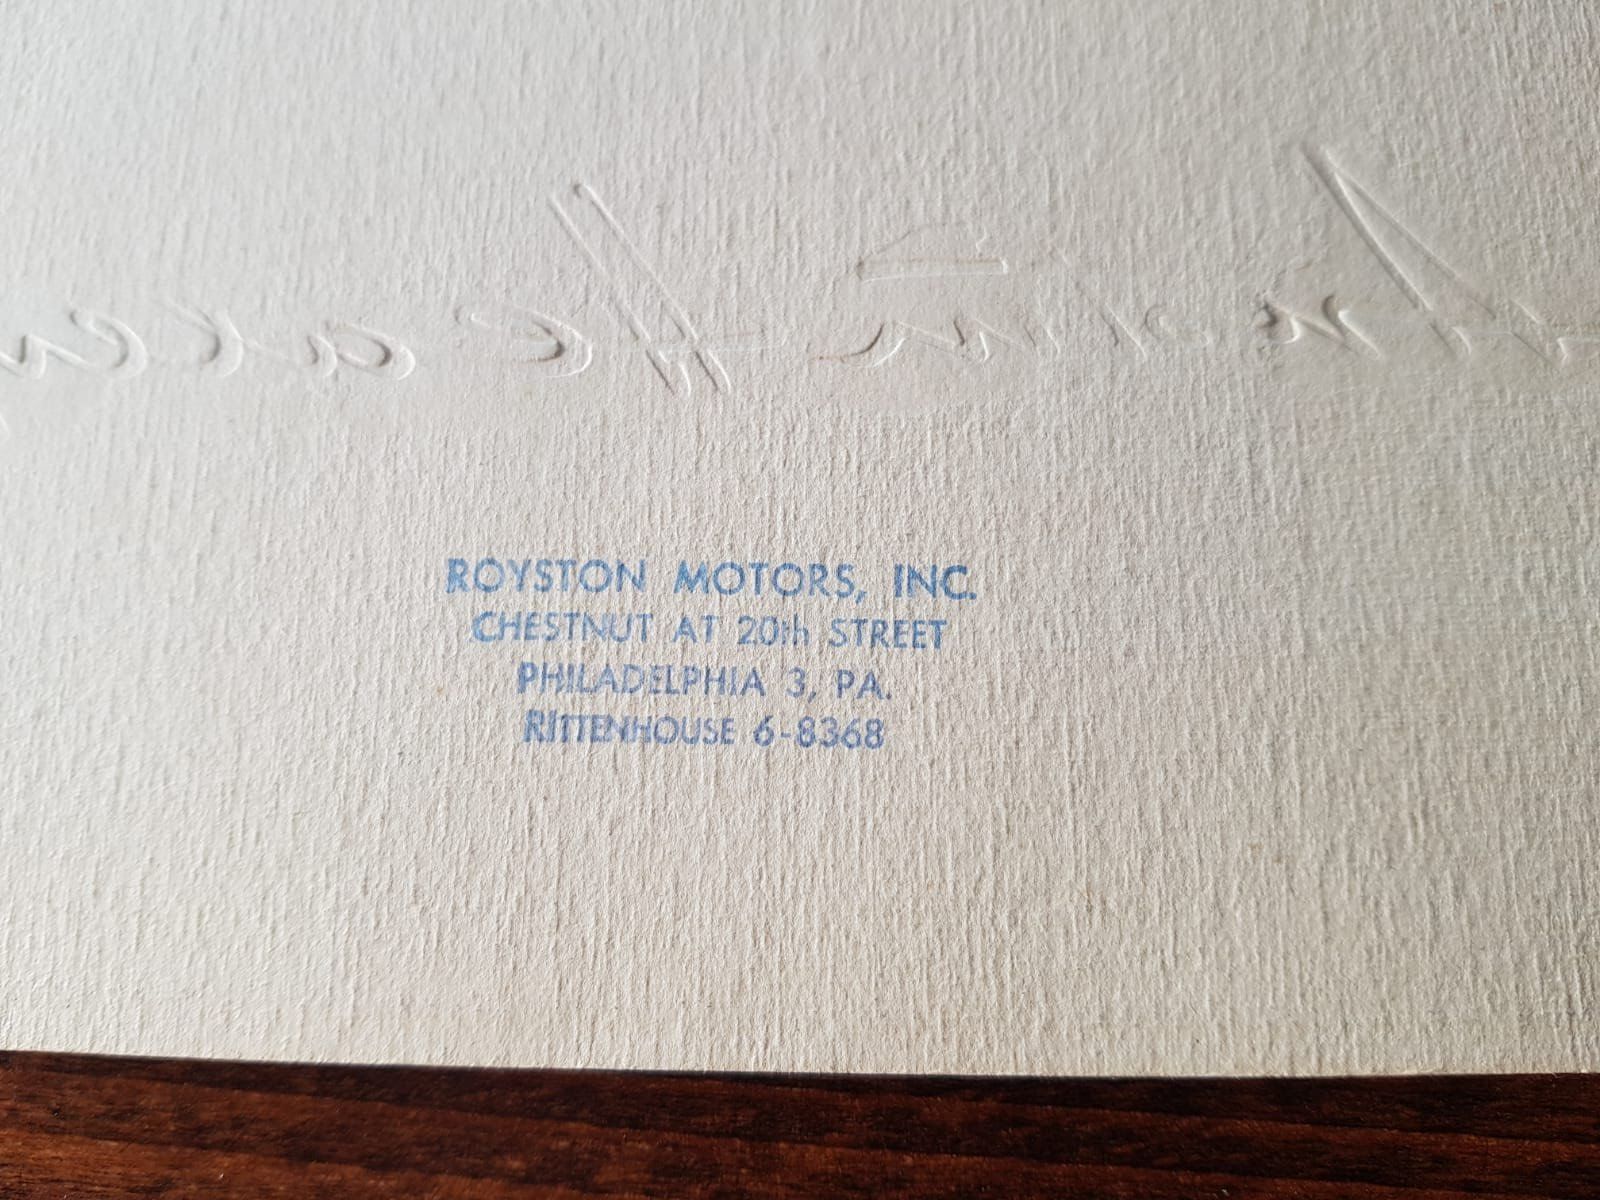 ROYSTON MOTORS, INC.
CHESTNUT AT 20th STREET
PHILADELPHIA 3, PA.
RITTENHOUSE 6-8368